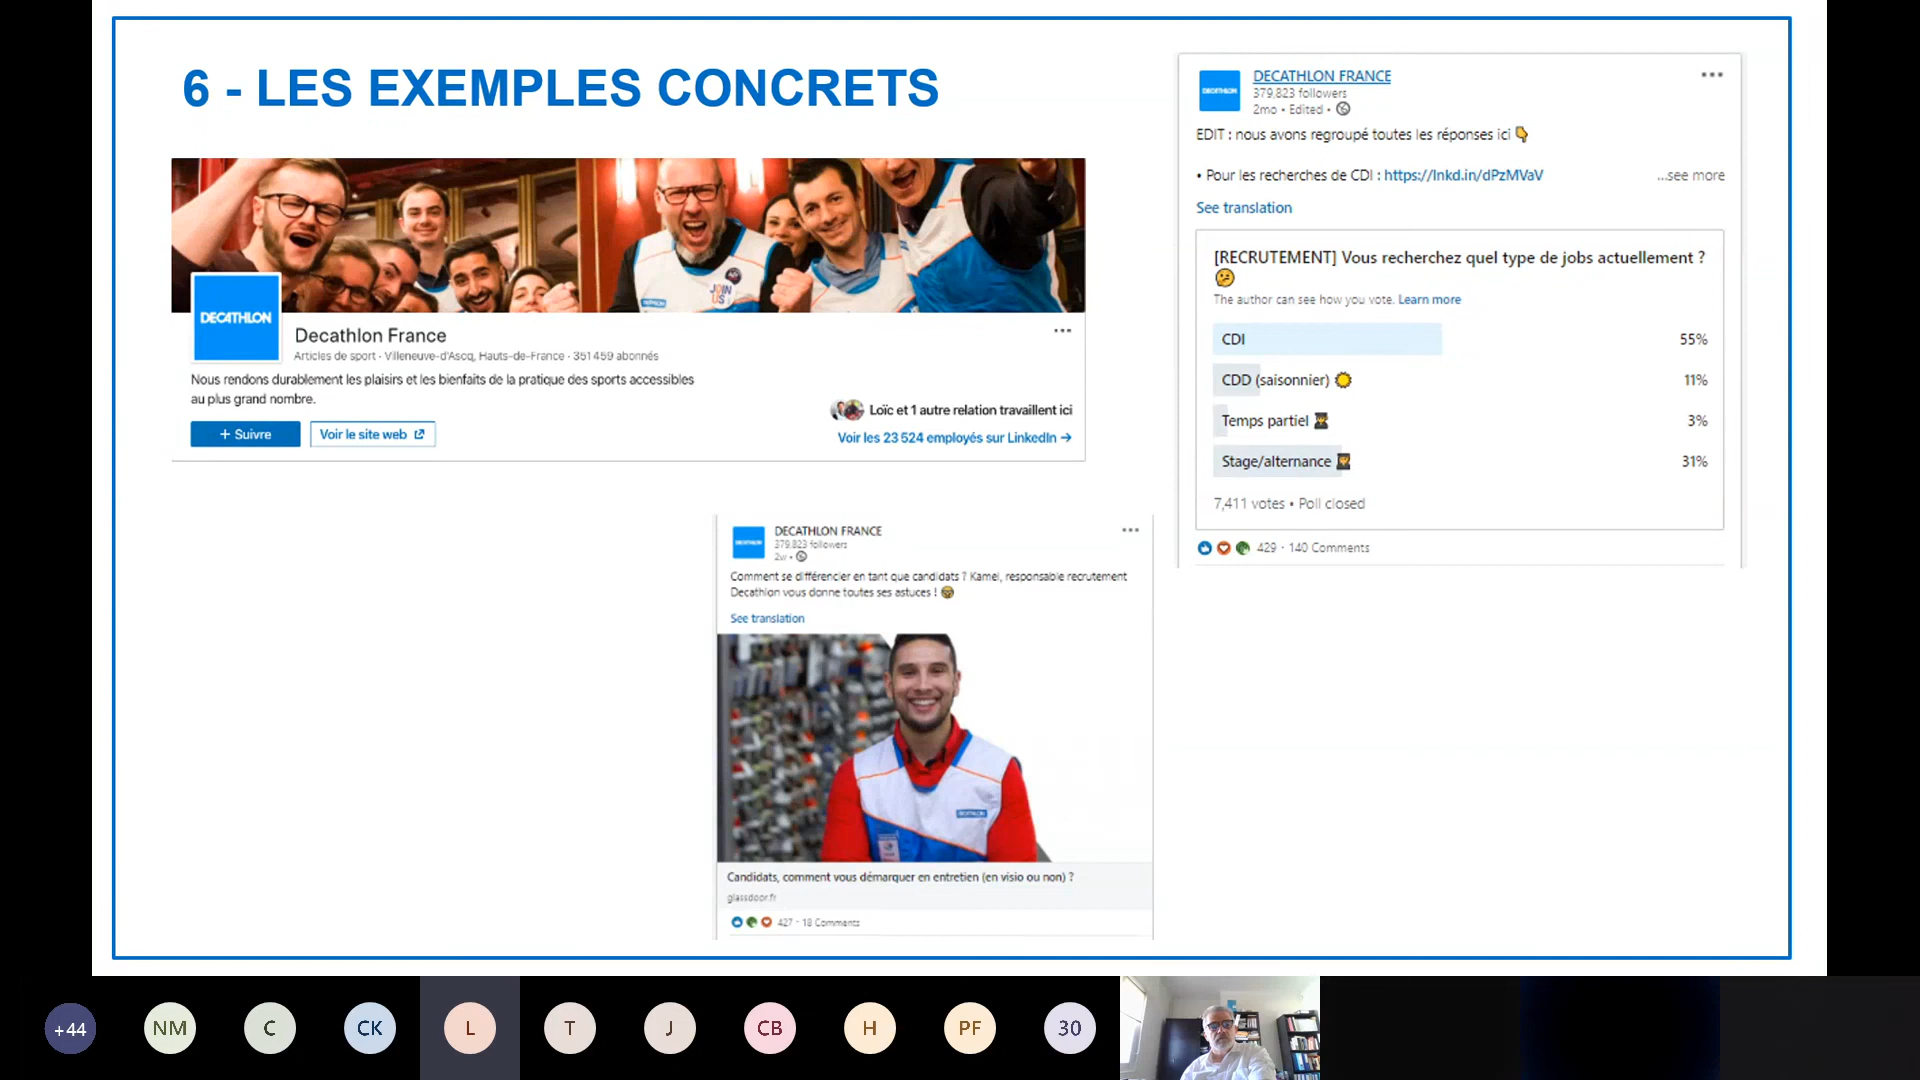 6 - LES EXEMPLES CONCRETS
JOIN
US
DECATHLON
Decathlon France
Articles de sport · Villeneuve-d'Ascq, Hauts-de-France · 351 459 abonnés
Nous rendons durablement les plaisirs et les bienfaits de la pratique des sports accessibles
au plus grand nombre.
+ Suivre
Voir le site web
Loïc et 1 autre relation travaillent ici
Voir les 23 524 employés sur LinkedIn →
DECATHLON
DECATHLON FRANCE
379,823 followers
2mo • Edited •
EDIT : nous avons regroupé toutes les réponses ici 👇
• Pour les recherches de CDI : https://lnkd.in/dPzMVaV
...see more
See translation
[RECRUTEMENT] Vous recherchez quel type de jobs actuellement ?
🤔
The author can see how you vote. Learn more
CDI 55%
CDD (saisonnier) 11%
Temps partiel 3%
Stage/alternance 31%
7,411 votes • Poll closed
429 · 140 Comments
DECATHLON
DECATHLON FRANCE
379,823 followers
2w •
Comment se différencier en tant que candidats ? Kamel, responsable recrutement
Decathlon vous donne toutes ses astuces !
See translation
DECATHLON
Candidats, comment vous démarquer en entretien (en visio ou non) ?
glassdoor.fr
427 · 18 Comments
+44
NM
C
CK
L
T
J
CB
H
PF
30